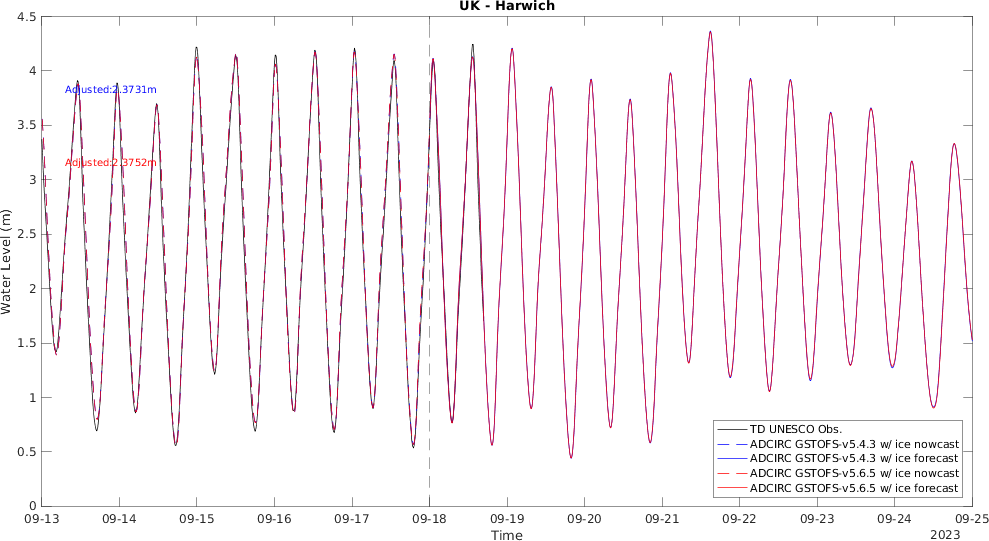 UK - Harwich
4.5
4
3.5
3
2.5
2
1.5
1
0.5
0
Water Level (m)
Adjusted:2.3731m
Adjusted:2.3752m
TD UNESCO Obs.
ADCIRC GSTOFS-v5.4.3 w/ ice nowcast
ADCIRC GSTOFS-v5.4.3 w/ ice forecast
ADCIRC GSTOFS-v5.6.5 w/ ice nowcast
ADCIRC GSTOFS-v5.6.5 w/ ice forecast
09-13 09-14 09-15 09-16 09-17 09-18 09-19 09-20 09-21 09-22 09-23 09-24 09-25
Time
2023